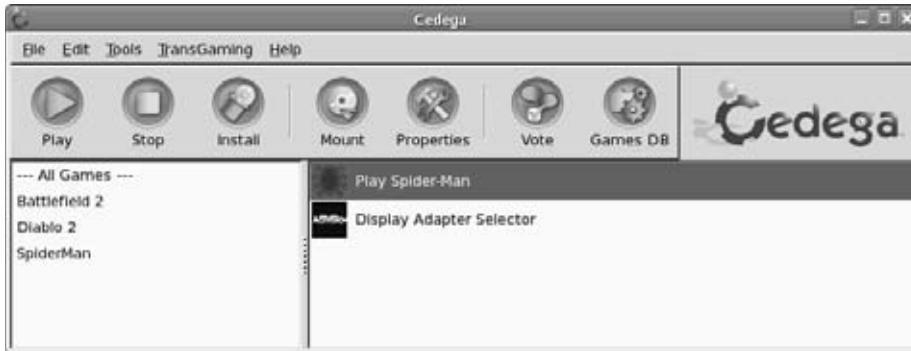 Cedega
File Edit Tools TransGaming Help
Play Stop Install Mount Properties Vote Games DB
Cedega
--- All Games ---
Battlefield 2
Diablo 2
SpiderMan
Play Spider-Man
Display Adapter Selector